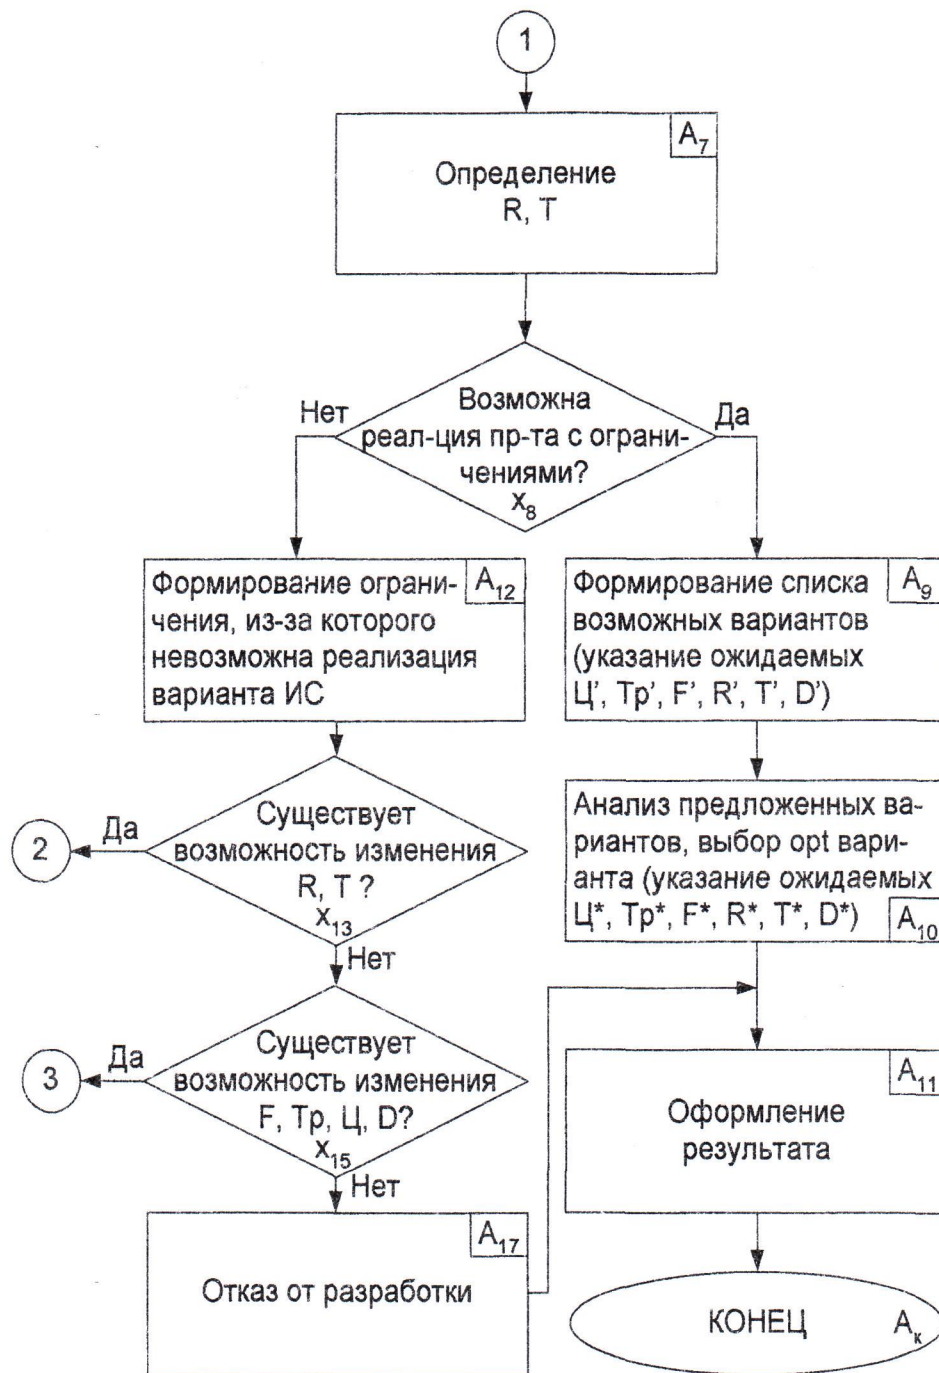 1
A7
Определение
R, T
Возможна
реал-ция пр-та с ограни-
чениями?
x8
Нет
Да
Формирование ограни-
чения, из-за которого
невозможна реализация
варианта ИС
A12
Формирование списка
возможных вариантов
(указание ожидаемых
Ц’, Тр’, F’, R’, T’, D’)
A9
Существует
возможность изменения
R, T ?
x13
Да
2
Нет
Анализ предложенных ва-
риантов, выбор opt вари-
анта (указание ожидаемых
Ц*, Тр*, F*, R*, T*, D*)
A10
Существует
возможность изменения
F, Тр, Ц, D?
x15
Да
3
Нет
A11
Оформление
результата
A17
Отказ от разработки
КОНЕЦ
Aк